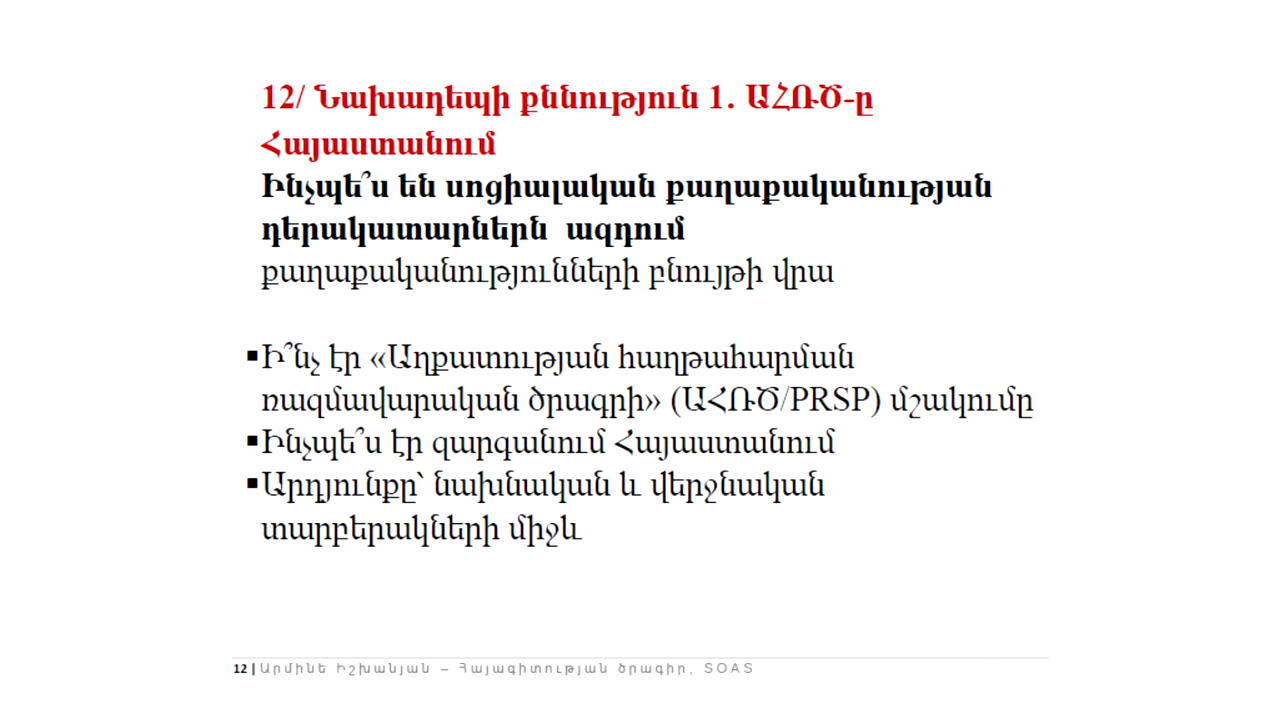 12/ Նախադեպի քննություն 1. ԱՀՌԾ-ը
Հայաստանում
Ինչպե՞ս են սոցիալական քաղաքականության
դերակատարներն ազդում
քաղաքականությունների բնույթի վրա
▪Ի՞նչ էր «Աղքատության հաղթահարման
ռազմավարական ծրագրի» (ԱՀՌԾ/PRSP) մշակումը
▪Ինչպե՞ս էր զարգանում Հայաստանում
▪Արդյունքը՝ նախնական և վերջնական
տարբերակների միջև
12 | Արմինե Իշխանյան – Հայագիտության ծրագիր, SOAS